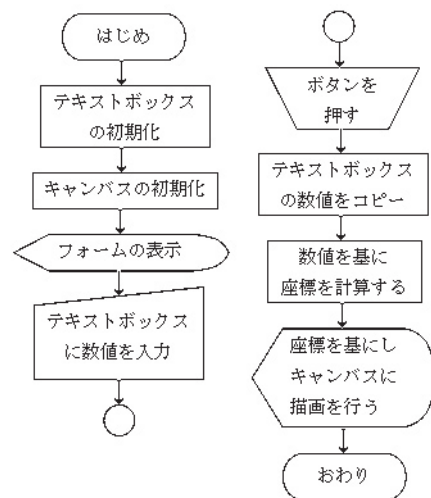 はじめ
テキストボックス
の初期化
キャンバスの初期化
フォームの表示
テキストボックス
に数値を入力
ボタンを
押す
テキストボックス
の数値をコピー
数値を基に
座標を計算する
座標を基にし
キャンバスに
描画を行う
おわり